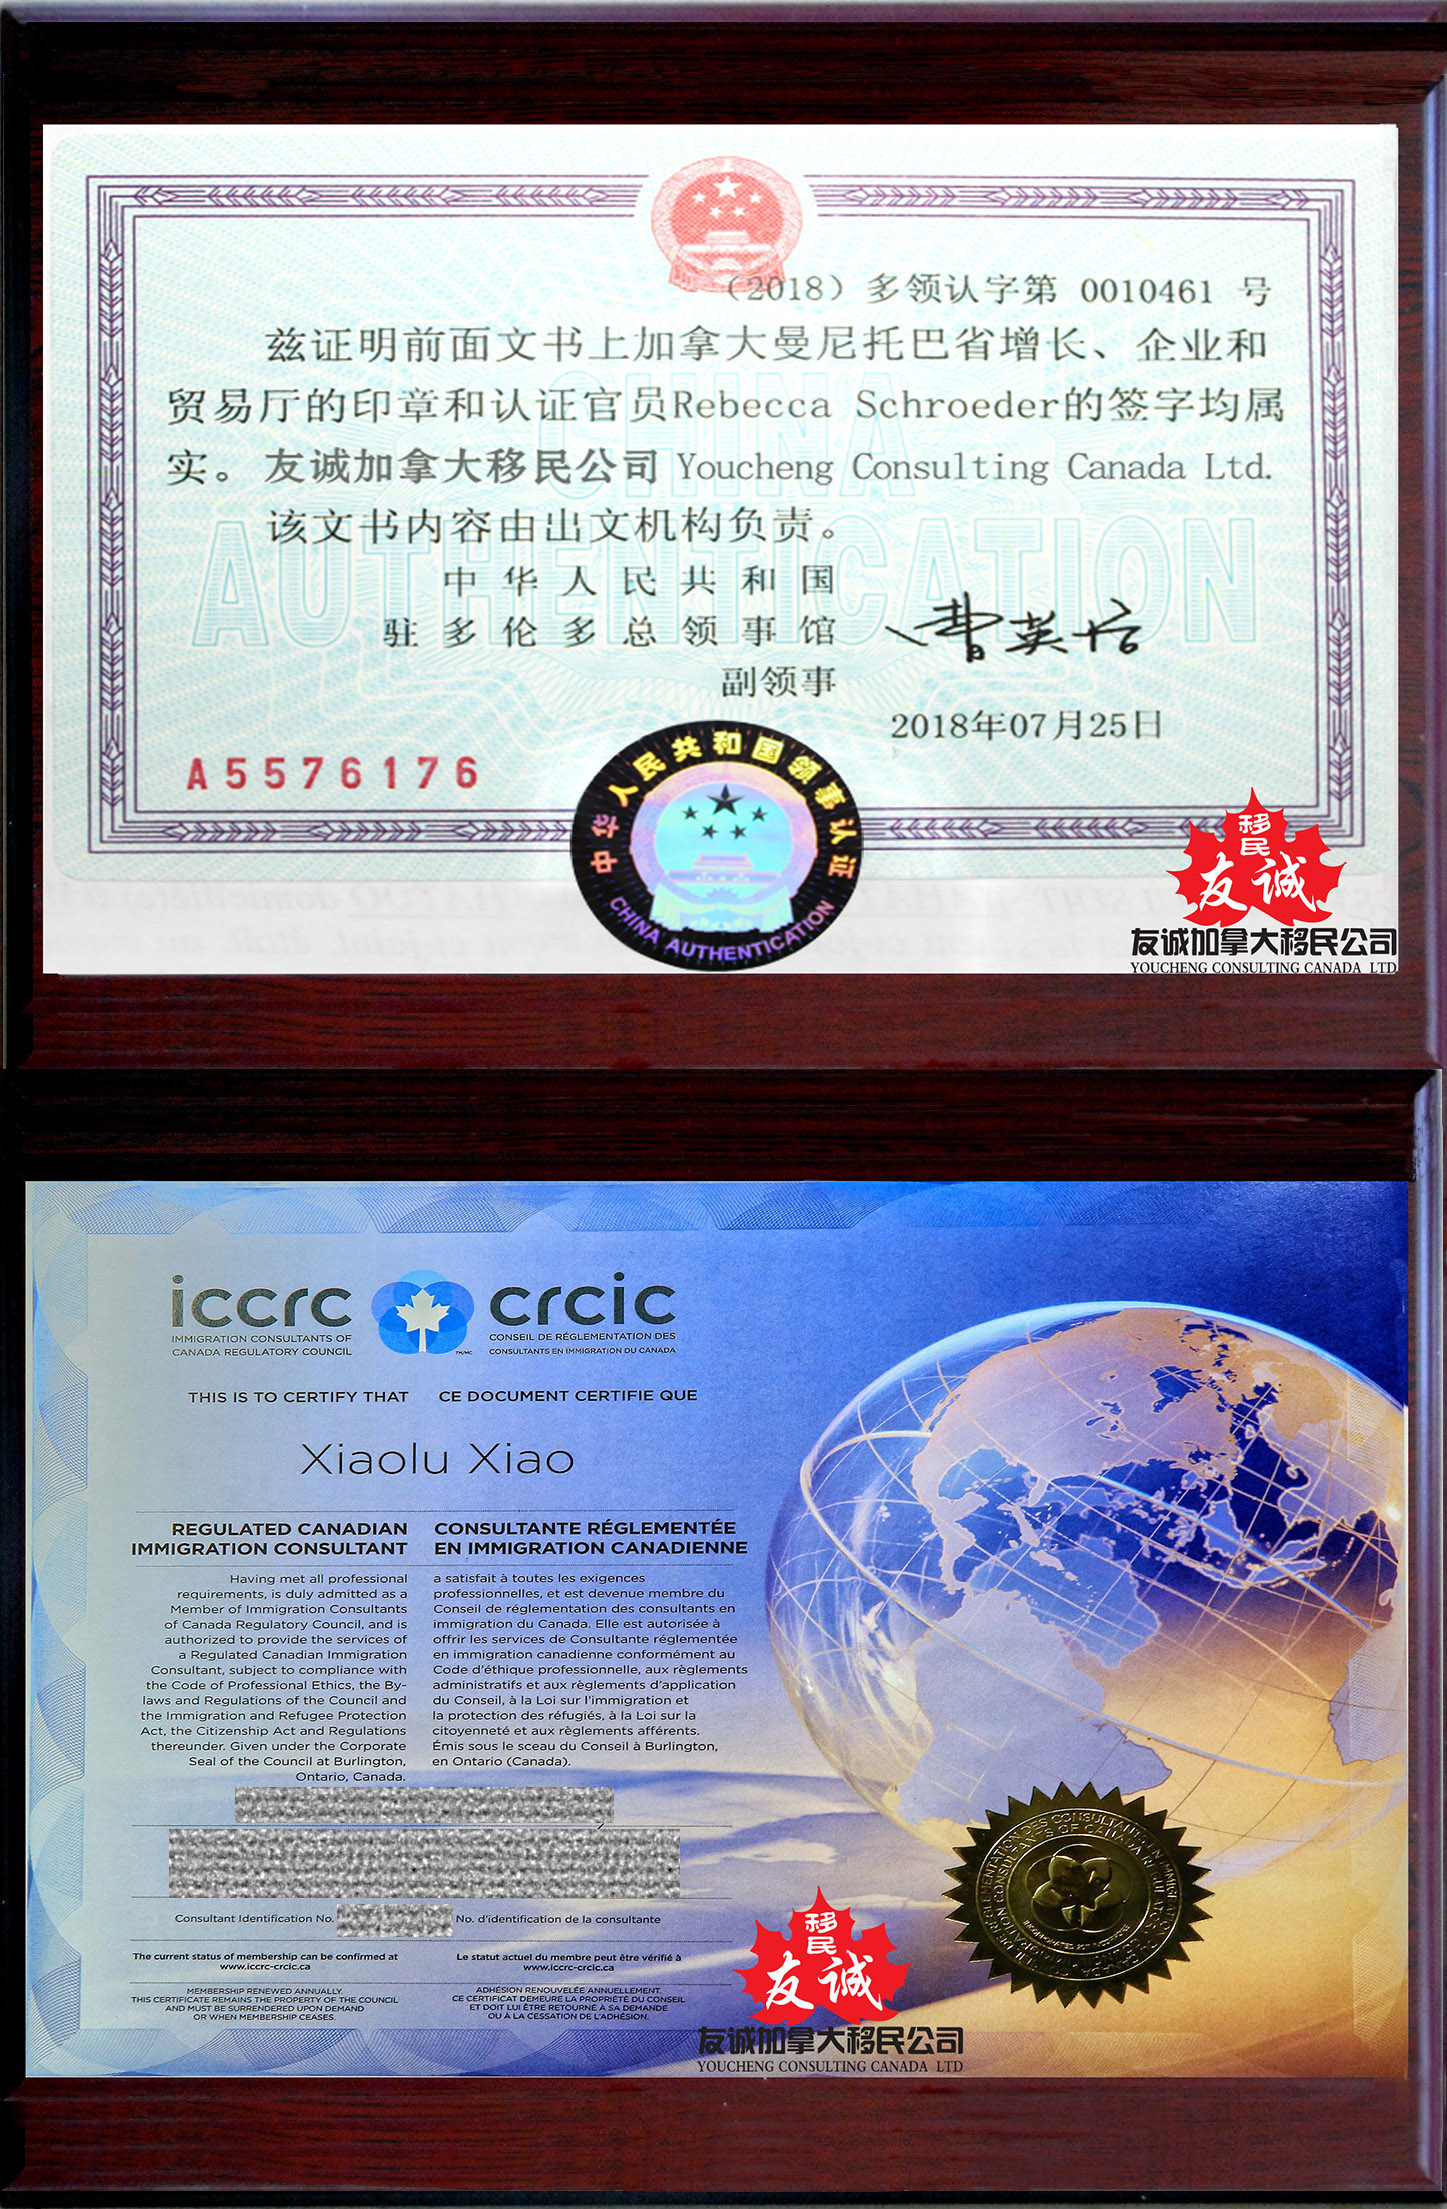 （2018）多领认字第 0010461 号
兹证明前面文书上加拿大曼尼托巴省增长、企业和
贸易厅的印章和认证官员Rebecca Schroeder的签字均属
实。友诚加拿大移民公司 Youcheng Consulting Canada Ltd.
该文书内容由出文机构负责。
CHINA
AUTHENTICATION
中华人民共和国
驻多伦多总领事馆
副领事
2018年07月25日
A5576176
中华人民共和国领事认证
CHINA AUTHENTICATION
移民
友诚
友诚加拿大移民公司
YOUCHENG CONSULTING CANADA LTD
iccrc crcic
IMMIGRATION CONSULTANTS OF
CANADA REGULATORY COUNCIL
CONSEIL DE RÉGLEMENTATION DES
CONSULTANTS EN IMMIGRATION DU CANADA
TM/MC
THIS IS TO CERTIFY THAT CE DOCUMENT CERTIFIE QUE
Xiaolu Xiao
REGULATED CANADIAN
IMMIGRATION CONSULTANT
Having met all professional
requirements, is duly admitted as a
Member of Immigration Consultants
of Canada Regulatory Council, and is
authorized to provide the services of
a Regulated Canadian Immigration
Consultant, subject to compliance with
the Code of Professional Ethics, the By-
laws and Regulations of the Council and
the Immigration and Refugee Protection
Act, the Citizenship Act and Regulations
thereunder. Given under the Corporate
Seal of the Council at Burlington,
Ontario, Canada.
CONSULTANTE RÉGLEMENTÉE
EN IMMIGRATION CANADIENNE
a satisfait à toutes les exigences
professionnelles, et est devenue membre du
Conseil de réglementation des consultants en
immigration du Canada. Elle est autorisée à
offrir les services de Consultante réglementée
en immigration canadienne conformément au
Code d'éthique professionnelle, aux règlements
administratifs et aux règlements d'application
du Conseil, à la Loi sur l'immigration et
la protection des réfugiés, à la Loi sur la
citoyenneté et aux règlements afférents.
Émis sous le sceau du Conseil à Burlington,
en Ontario (Canada).
Consultant Identification No. No. d'identification de la consultante
The current status of membership can be confirmed at
www.iccrc-crcic.ca
Le statut actuel du membre peut être vérifié à
www.iccrc-crcic.ca
MEMBERSHIP RENEWED ANNUALLY.
THIS CERTIFICATE REMAINS THE PROPERTY OF THE COUNCIL
AND MUST BE SURRENDERED UPON DEMAND
OR WHEN MEMBERSHIP CEASES.
ADHÉSION RENOUVELÉE ANNUELLEMENT.
CE CERTIFICAT DEMEURE LA PROPRIÉTÉ DU CONSEIL
ET DOIT LUI ÊTRE RETOURNÉ À SA DEMANDE
OU À LA CESSATION DE L'ADHÉSION.
移民
友诚
友诚加拿大移民公司
YOUCHENG CONSULTING CANADA LTD